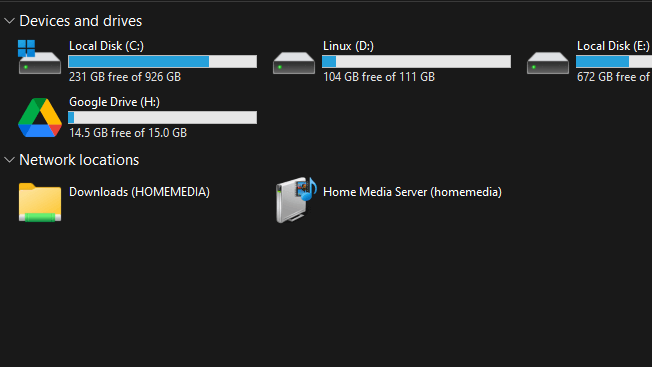 Devices and drives
Local Disk (C:)
231 GB free of 926 GB
Linux (D:)
104 GB free of 111 GB
Local Disk (E:)
672 GB free of
Google Drive (H:)
14.5 GB free of 15.0 GB
Network locations
Downloads (HOMEMEDIA)
Home Media Server (homemedia)